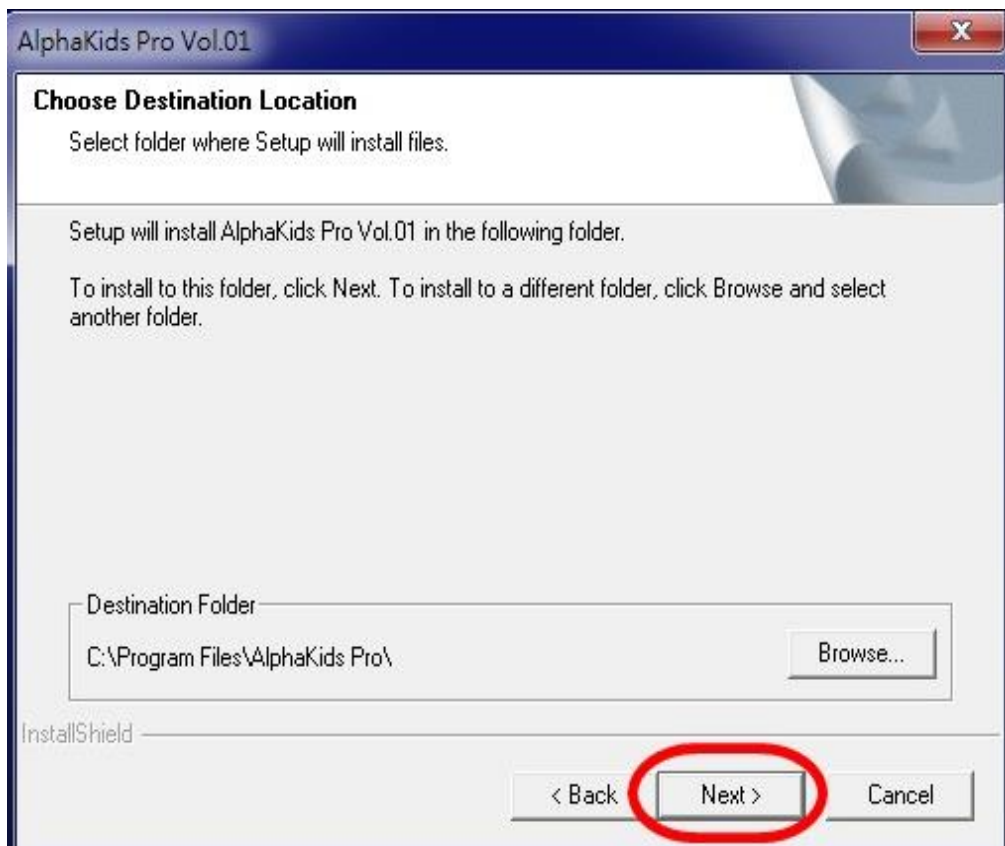 AlphaKids Pro Vol.01
X
Choose Destination Location
Select folder where Setup will install files.
Setup will install AlphaKids Pro Vol.01 in the following folder.
To install to this folder, click Next. To install to a different folder, click Browse and select
another folder.
Destination Folder
C:\Program Files\AlphaKids Pro\
Browse...
InstallShield
< Back
Next >
Cancel